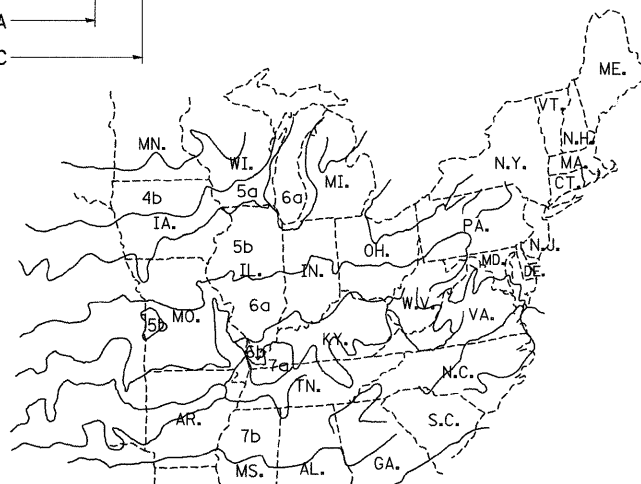 A
C
ME.
VT.
MN.
N.H.
WI.
N.Y.
MA.
CT.
MI.
4b
5a
6a
IA.
PA.
5b
OH.
N.J.
IL.
IN.
MD.
DE.
6a
W.V.
MO.
VA.
5b
KY.
6b
7a
N.C.
TN.
AR.
S.C.
7b
MS.
AL.
GA.